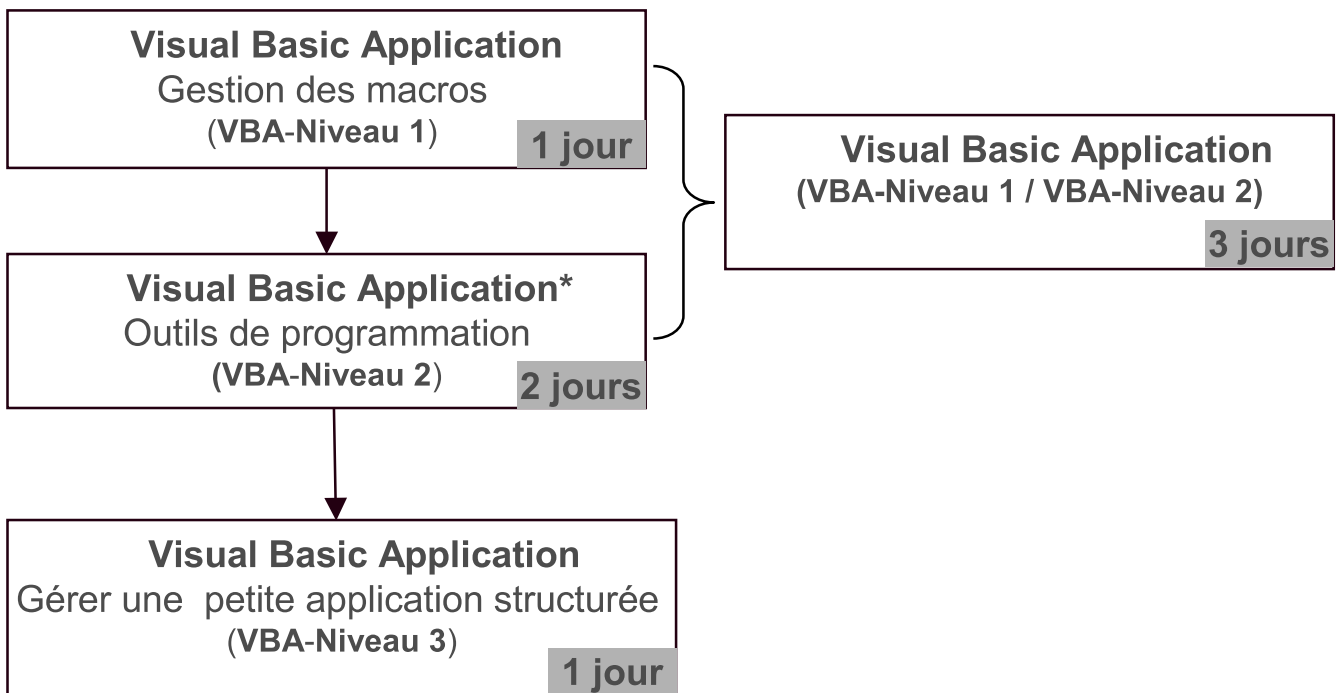 Visual Basic Application
Gestion des macros
(VBA-Niveau 1)
1 jour
Visual Basic Application
(VBA-Niveau 1 / VBA-Niveau 2)
3 jours
Visual Basic Application*
Outils de programmation
(VBA-Niveau 2)
2 jours
Visual Basic Application
Gérer une  petite application structurée
(VBA-Niveau 3)
1 jour